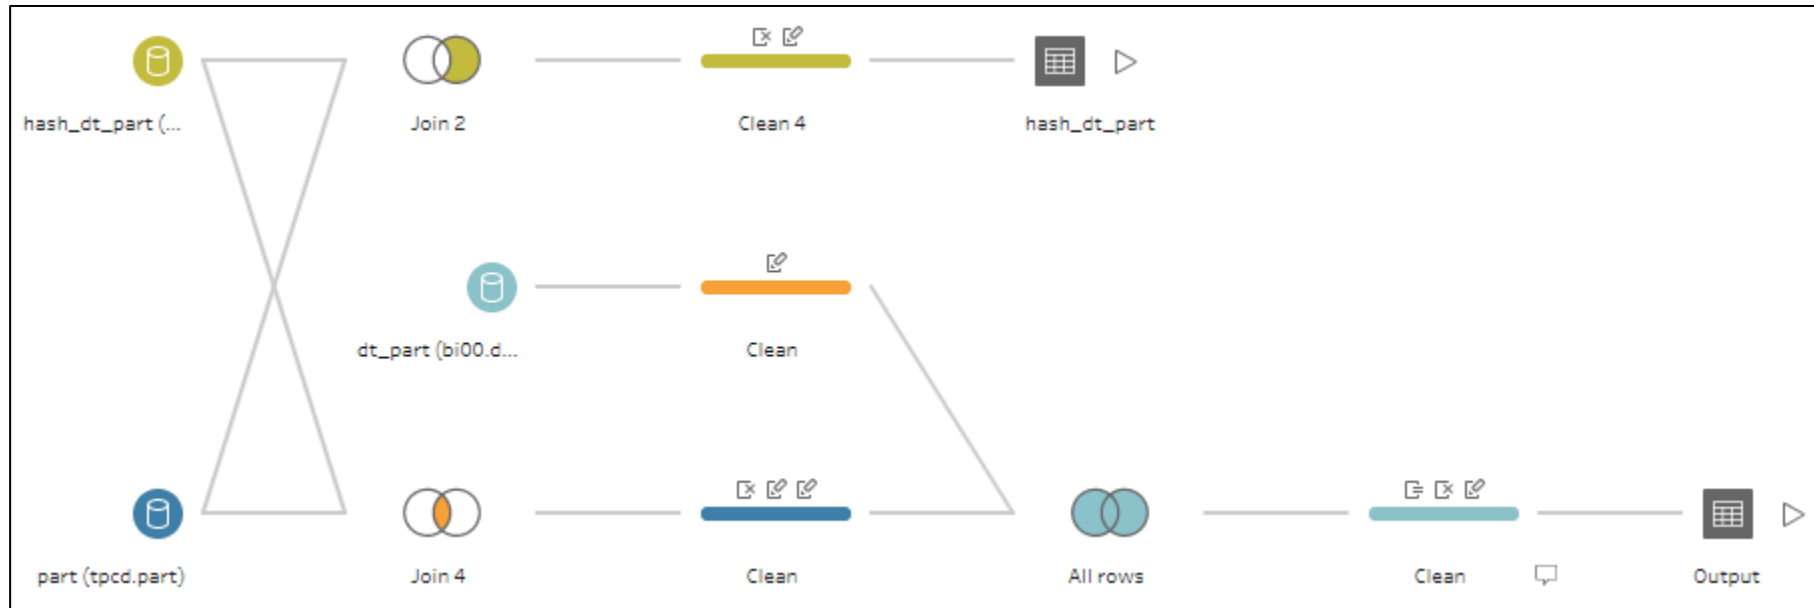 hash_dt_part (...
Join 2
Clean 4
hash_dt_part
dt_part (bi00.d...
Clean
part (tpcd.part)
Join 4
Clean
All rows
Clean
Output